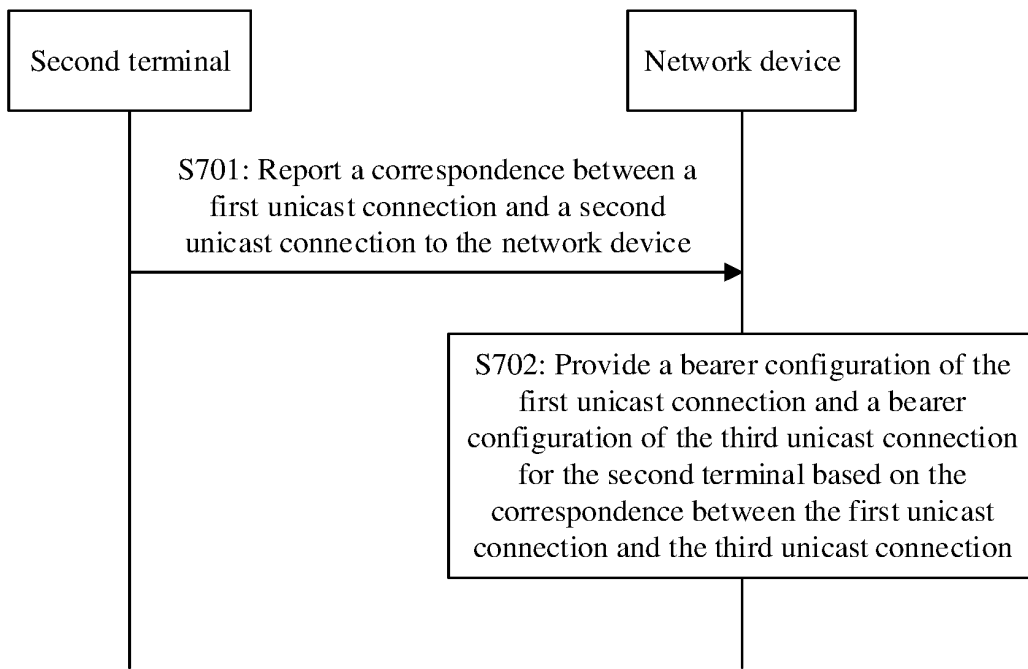 Second terminal
Network device
S701: Report a correspondence between a
first unicast connection and a second
unicast connection to the network device
S702: Provide a bearer configuration of the
first unicast connection and a bearer
configuration of the third unicast connection
for the second terminal based on the
correspondence between the first unicast
connection and the third unicast connection